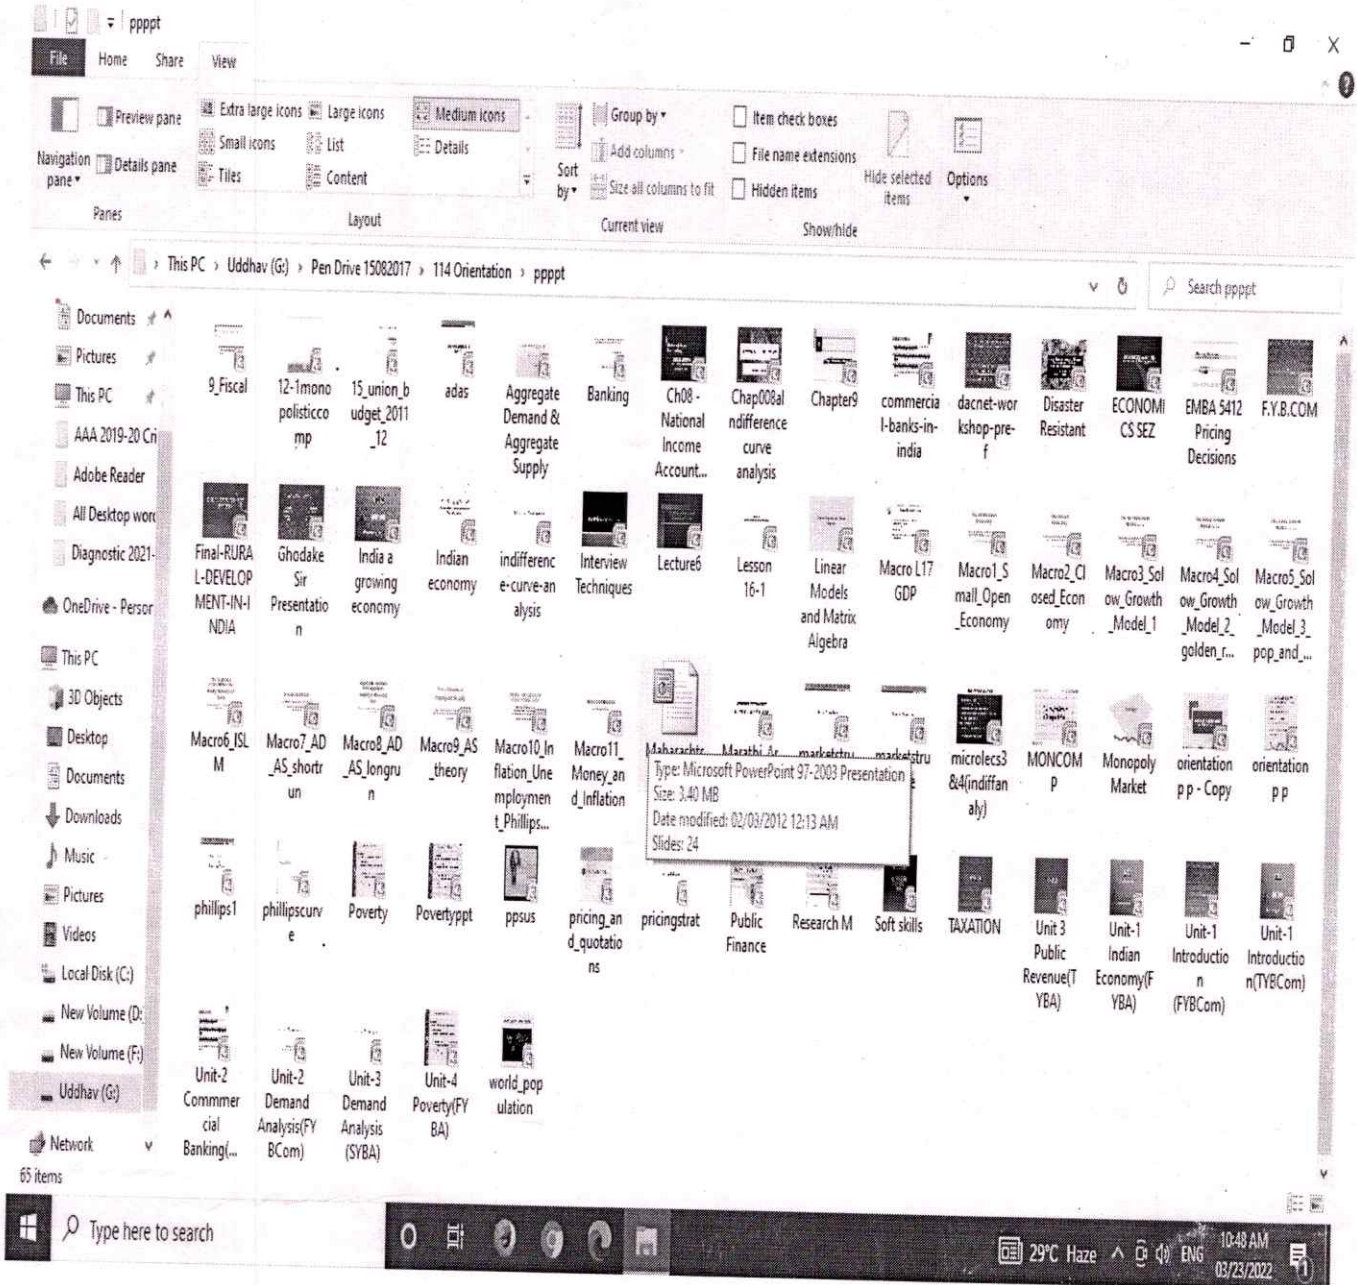 ppppt
File Home Share View
Preview pane
Navigation pane
Details pane
Panes
Extra large icons Large icons Medium icons
Small icons List Details
Tiles Content
Layout
Sort by
Group by
Add columns
Size all columns to fit
Current view
Item check boxes
File name extensions
Hidden items
Hide selected items
Show/hide
Options
This PC › Uddhav (G:) › Pen Drive 15082017 › 114 Orientation › ppppt
Search ppppt
Documents
Pictures
This PC
AAA 2019-20 Cri
Adobe Reader
All Desktop word
Diagnostic 2021-
OneDrive - Person
This PC
3D Objects
Desktop
Documents
Downloads
Music
Pictures
Videos
Local Disk (C:)
New Volume (D:
New Volume (F:)
Uddhav (G:)
Network
9_Fiscal
12-1mono
polisticco
mp
15_union_b
udget_2011
_12
adas
Aggregate
Demand &
Aggregate
Supply
Banking
Ch08 -
National
Income
Account...
Chap008aI
ndifference
curve
analysis
Chapter9
commercia
l-banks-in-
india
dacnet-wor
kshop-pre-
f
Disaster
Resistant
ECONOMI
CS SEZ
EMBA 5412
Pricing
Decisions
F.Y.B.COM
Final-RURA
L-DEVELOP
MENT-IN-I
NDIA
Ghodake
Sir
Presentatio
n
India a
growing
economy
Indian
economy
indifferenc
e-curve-an
alysis
Interview
Techniques
Lecture6
Lesson
16-1
Linear
Models
and Matrix
Algebra
Macro L17
GDP
Macro1_S
mall_Open
_Economy
Macro2_Cl
osed_Econ
omy
Macro3_Sol
ow_Growth
_Model_1
Macro4_Sol
ow_Growth
_Model_2_
golden_r...
Macro5_Sol
ow_Growth
_Model_3_
pop_and_...
Macro6_ISL
M
Macro7_AD
_AS_shortr
un
Macro8_AD
_AS_longru
n
Macro9_AS
_theory
Macro10_In
flation_Une
mploymen
t_Phillips...
Macro11_
Money_an
d_Inflation
Maharashtr
Marathi_Ar
marketstru
marketstru
e
microlecs3
&4(indiffan
aly)
MONCOM
P
Monopoly
Market
orientation
p p - Copy
orientation
p p
Type: Microsoft PowerPoint 97-2003 Presentation
Size: 3.40 MB
Date modified: 02/03/2012 12:13 AM
Slides: 24
phillips1
phillipscurv
e
Poverty
Povertyppt
ppsus
pricing_an
d_quotatio
ns
pricingstrat
Public
Finance
Research M
Soft skills
TAXATION
Unit 3
Public
Revenue(T
YBA)
Unit-1
Indian
Economy(F
YBA)
Unit-1
Introductio
n
(FYBCom)
Unit-1
Introductio
n(TYBCom)
Unit-2
Commmer
cial
Banking(...
Unit-2
Demand
Analysis(FY
BCom)
Unit-3
Demand
Analysis
(SYBA)
Unit-4
Poverty(FY
BA)
world_pop
ulation
65 items
Type here to search
29°C Haze ENG
10:48 AM
03/23/2022